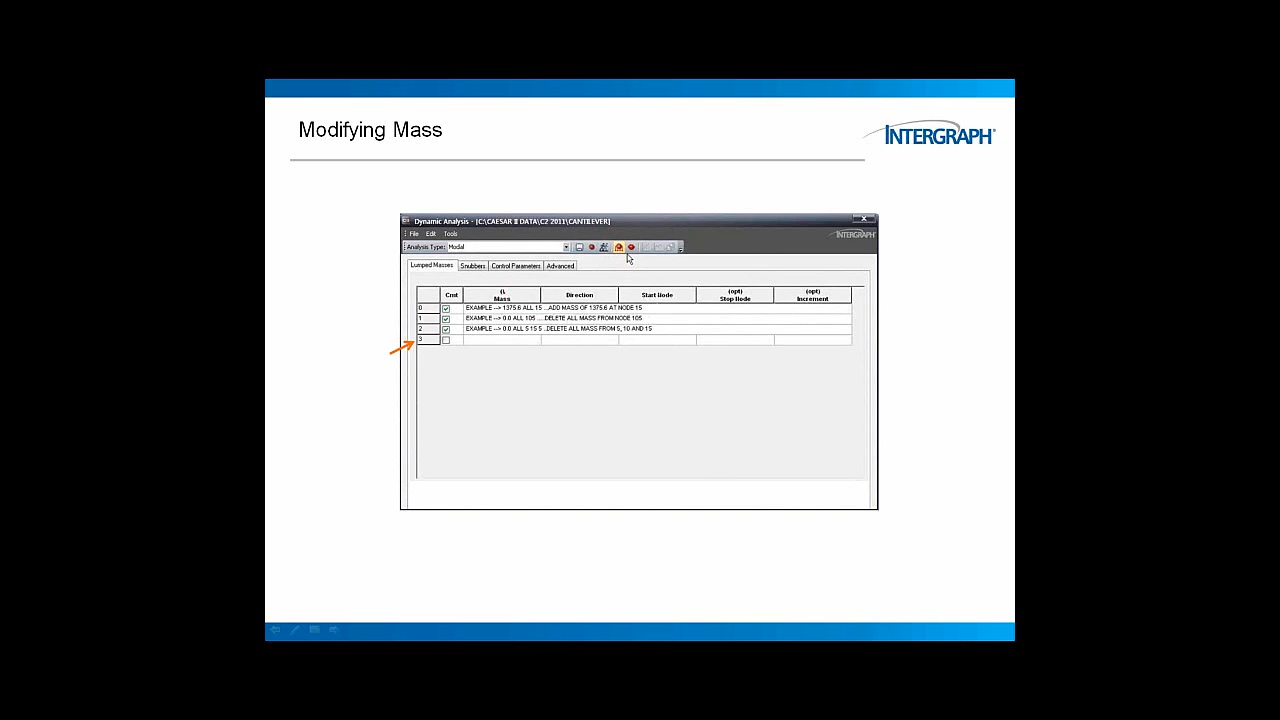 Modifying Mass
INTERGRAPH
Dynamic Analysis - [C:\CAESAR II DATA\C2 2011\CANTILEVER]
File Edit Tools
INTERGRAPH
Analysis Type: Modal
Lumped Masses Snubbers Control Parameters Advanced
Cmt Mass Direction Start Node (opt) Stop Node (opt) Increment
0 EXAMPLE --> 1375.6 ALL 15 ...ADD MASS OF 1375.6 AT NODE 15
1 EXAMPLE --> 0.0 ALL 105 ....DELETE ALL MASS FROM NODE 105
2 EXAMPLE --> 0.0 ALL 5 15 5 ..DELETE ALL MASS FROM 5, 10 AND 15
3